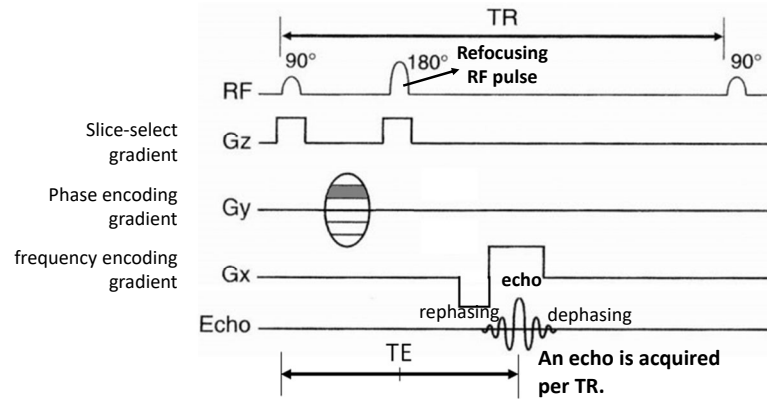 TR
90°
180°
Refocusing
RF pulse
90°
RF
Slice-select
gradient
Gz
Phase encoding
gradient
Gy
frequency encoding
gradient
Gx
echo
rephasing
dephasing
Echo
TE
An echo is acquired
per TR.